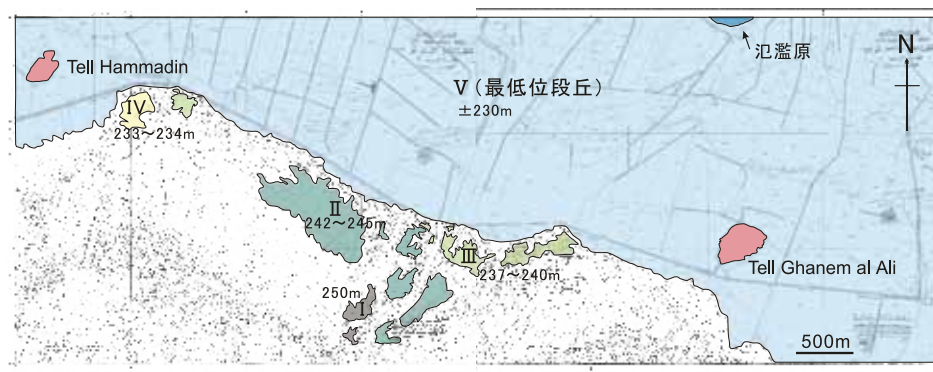 Tell Hammadin
氾濫原
N
V（最低位段丘）
±230m
IV
233〜234m
II
242〜245m
III
237〜240m
Tell Ghanem al Ali
250m
I
500m